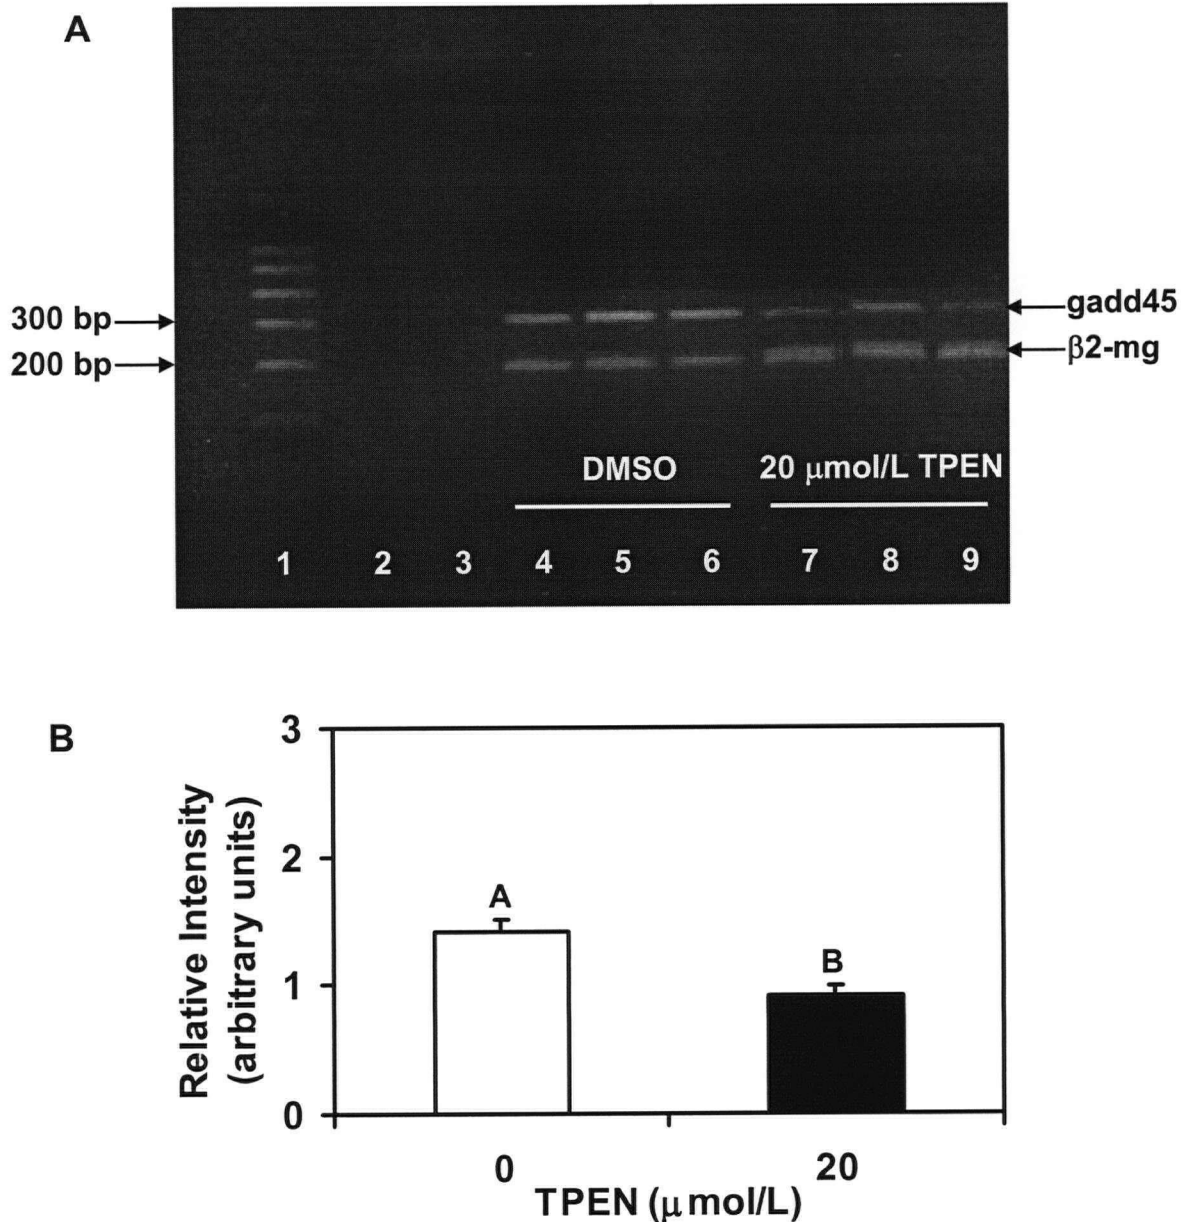 A
300 bp
200 bp
gadd45
β2-mg
DMSO
20 μmol/L TPEN
1 2 3 4 5 6 7 8 9
B
3
2
1
0
Relative Intensity
(arbitrary units)
A
B
0 20
TPEN (μmol/L)